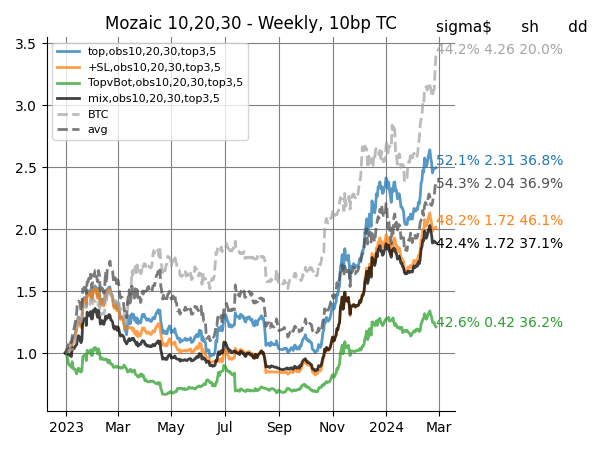 Mozaic 10,20,30 - Weekly, 10bp TC
sigma$ sh dd
3.5
3.0
2.5
2.0
1.5
1.0
top,obs10,20,30,top3,5
+SL,obs10,20,30,top3,5
TopvBot,obs10,20,30,top3,5
mix,obs10,20,30,top3,5
BTC
avg
44.2% 4.26 20.0%
52.1% 2.31 36.8%
54.3% 2.04 36.9%
48.2% 1.72 46.1%
42.4% 1.72 37.1%
42.6% 0.42 36.2%
2023 Mar May Jul Sep Nov 2024 Mar